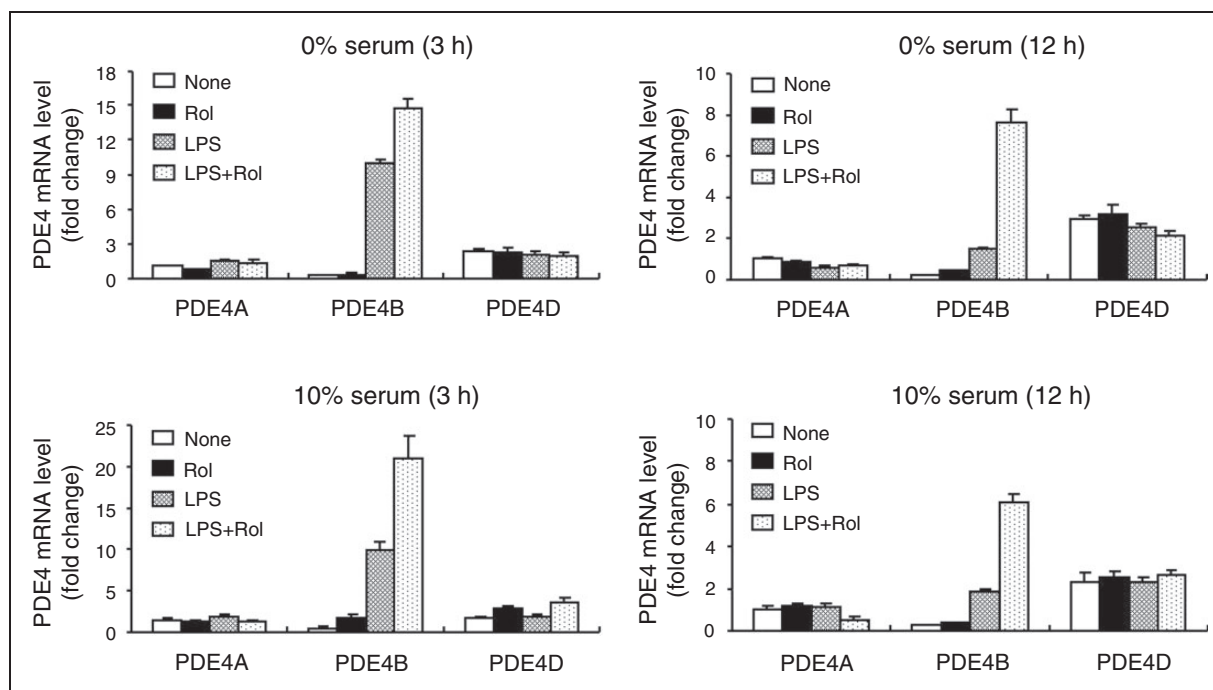 0% serum (3 h)
PDE4 mRNA level
(fold change)
18
15
12
9
6
3
0
None
Rol
LPS
LPS+Rol
PDE4A
PDE4B
PDE4D
0% serum (12 h)
PDE4 mRNA level
(fold change)
10
8
6
4
2
0
None
Rol
LPS
LPS+Rol
PDE4A
PDE4B
PDE4D
10% serum (3 h)
PDE4 mRNA level
(fold change)
25
20
15
10
5
0
None
Rol
LPS
LPS+Rol
PDE4A
PDE4B
PDE4D
10% serum (12 h)
PDE4 mRNA level
(fold change)
10
8
6
4
2
0
None
Rol
LPS
LPS+Rol
PDE4A
PDE4B
PDE4D